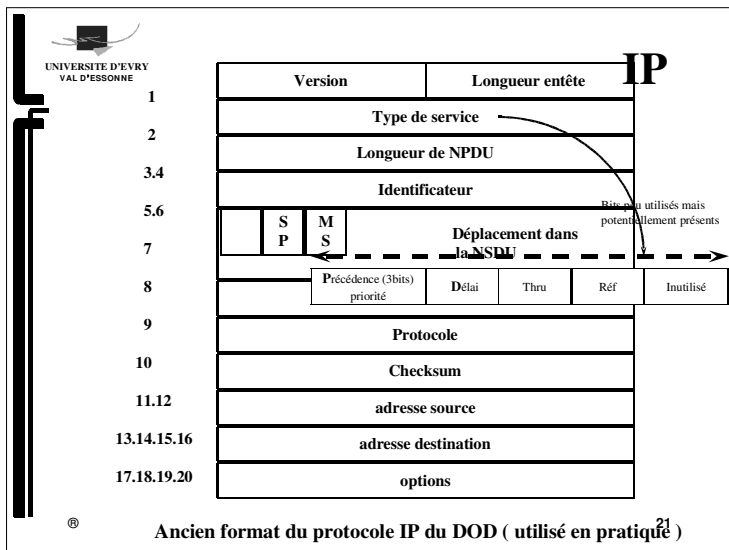 UNIVERSITE D'EVRY
VAL D'ESSONNE
IP
Version Longueur entête
1
Type de service
2
Longueur de NPDU
3.4
Identificateur
5.6
Bits peu utilisés mais
potentiellement présents
S
P
M
S
Déplacement dans
la NSDU
7
8
Précédence (3bits)
priorité
Délai
Thru
Réf
Inutilisé
9
Protocole
10
Checksum
11.12
adresse source
13.14.15.16
adresse destination
17.18.19.20
options
®
Ancien format du protocole IP du DOD ( utilisé en pratique )
21